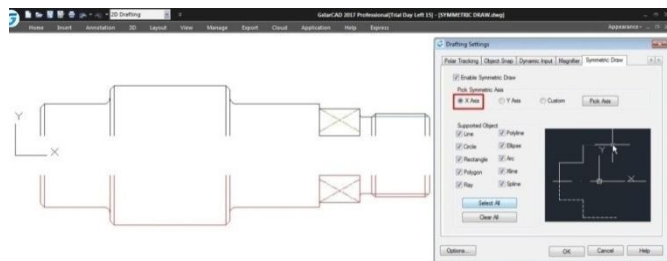 2D Drafting
GstarCAD 2017 Professional(Trial Day Left 15) - [SYMMETRIC DRAW.dwg]
Home Insert Annotation 3D Layout View Manage Export Cloud Application Help Express
Appearance
Drafting Settings
Polar Tracking Object Snap Dynamic Input Magnifier Symmetric Draw
Enable Symmetric Draw
Pick Symmetric Axis
X Axis Y Axis Custom Pick Axis
Supported Object
Line Polyline
Circle Ellipse
Rectangle Arc
Polygon Xline
Ray Spline
Select All
Clear All
Options... OK Cancel Help
Y
X
Y
X